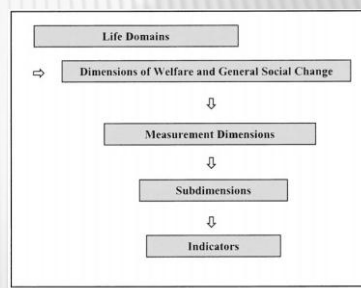 Life Domains
Dimensions of Welfare and General Social Change
Measurement Dimensions
Subdimensions
Indicators